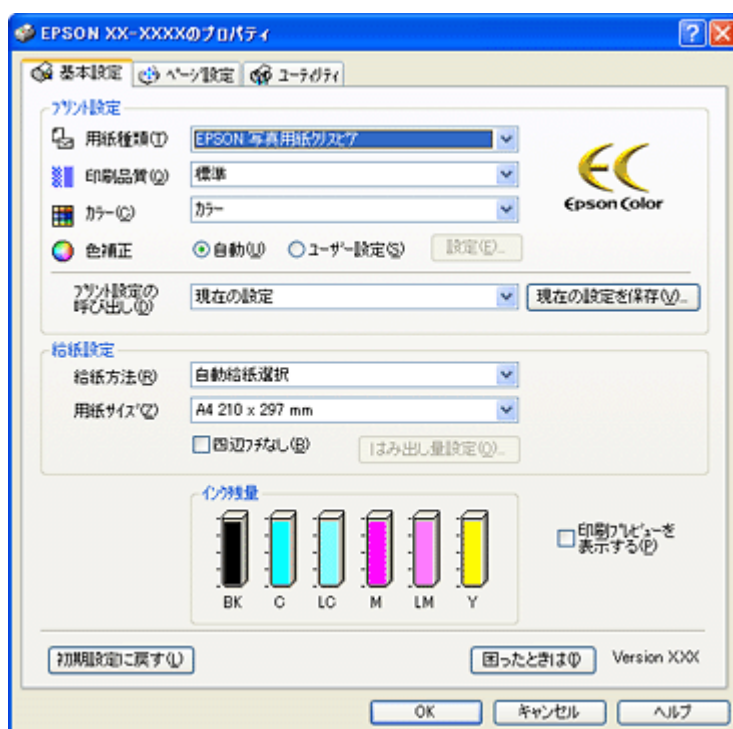 EPSON XX-XXXXのプロパティ
基本設定 ページ設定 ユーティリティ
プリント設定
用紙種類(T) EPSON 写真用紙クリスピア
印刷品質(Q) 標準
カラー(C) カラー
色補正 自動(U) ユーザー設定(S) 設定(E)...
Epson Color
プリント設定の
呼び出し(D) 現在の設定 現在の設定を保存(V)...
給紙設定
給紙方法(R) 自動給紙選択
用紙サイズ(Z) A4 210 x 297 mm
四辺フチなし(B) はみ出し量設定(O)...
インク残量
BK C LC M LM Y
印刷プレビューを
表示する(P)
初期設定に戻す(L) 困ったときは(I) Version X.XX
OK キャンセル ヘルプ